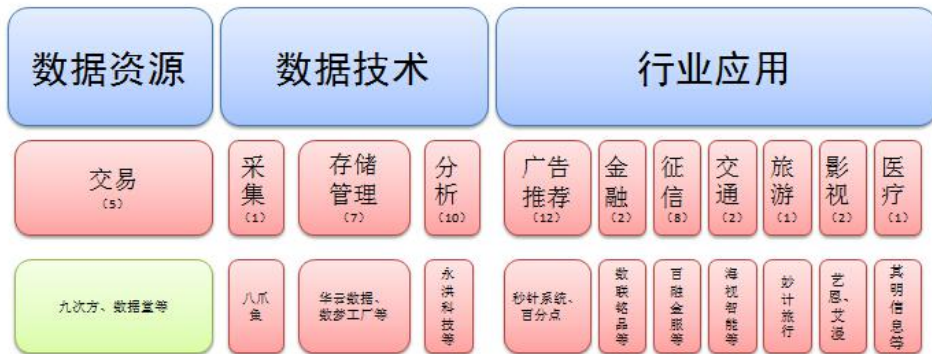 数据资源
数据技术
行业应用
交易
(5)
采
集
(1)
存储
管理
(7)
分
析
(10)
广告
推荐
(12)
金
融
(2)
征
信
(8)
交
通
(2)
旅
游
(1)
影
视
(2)
医
疗
(1)
九次方、数据堂等
八爪
鱼
华云数据、
数梦工厂等
永
洪
科
技
等
秒针系统、
百分点
数
联
铭
品
等
百
融
金
服
等
海
视
智
能
等
妙
计
旅
行
艺
恩、
艾
漫
其
明
信
息
等